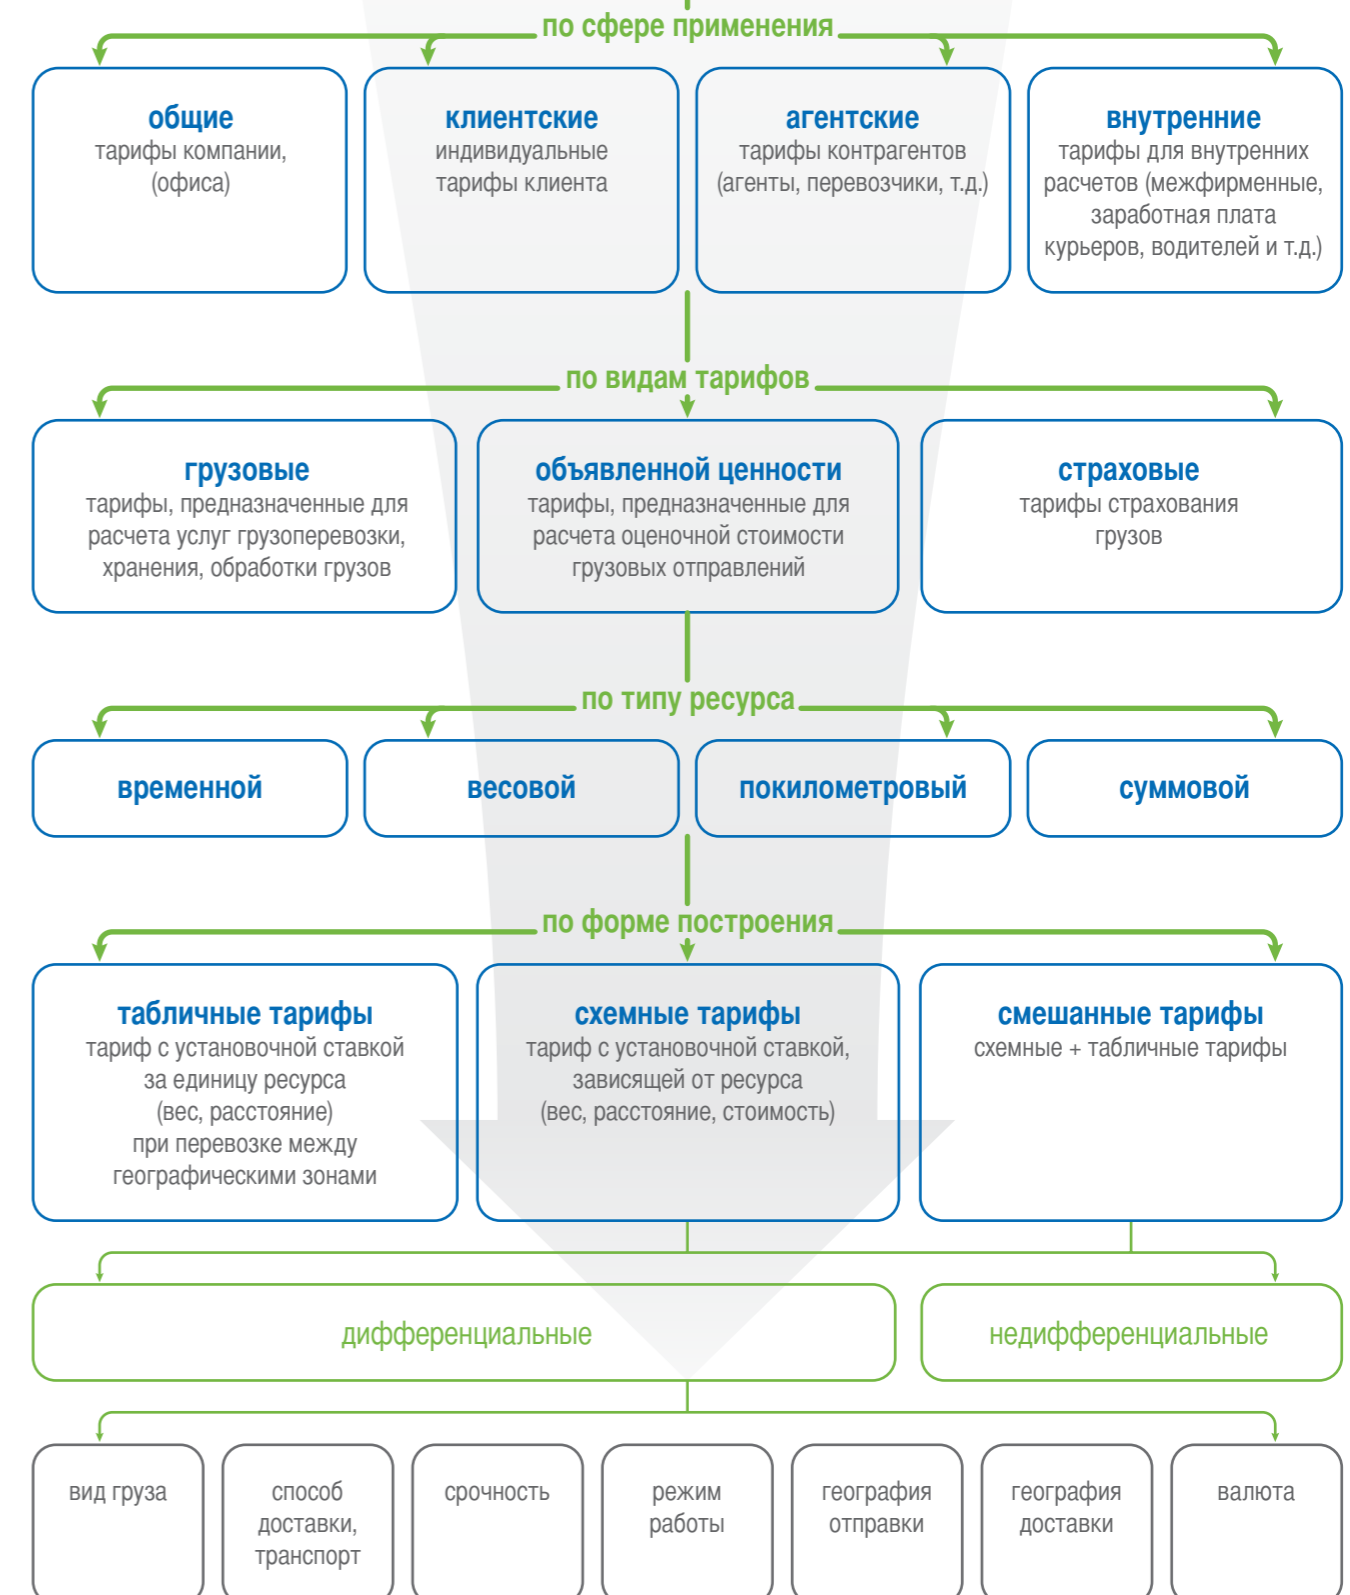 по сфере применения
общие
тарифы компании,
(офиса)
клиентские
индивидуальные
тарифы клиента
агентские
тарифы контрагентов
(агенты, перевозчики, т.д.)
внутренние
тарифы для внутренних
расчетов (межфирменные,
заработная плата
курьеров, водителей и т.д.)
по видам тарифов
грузовые
тарифы, предназначенные для
расчета услуг грузоперевозки,
хранения, обработки грузов
объявленной ценности
тарифы, предназначенные для
расчета оценочной стоимости
грузовых отправлений
страховые
тарифы страхования
грузов
по типу ресурса
временной
весовой
покилометровый
суммовой
по форме построения
табличные тарифы
тариф с установочной ставкой
за единицу ресурса
(вес, расстояние)
при перевозке между
географическими зонами
схемные тарифы
тариф с установочной ставкой,
зависящей от ресурса
(вес, расстояние, стоимость)
смешанные тарифы
схемные + табличные тарифы
дифференциальные
недифференциальные
вид груза
способ
доставки,
транспорт
срочность
режим
работы
география
отправки
география
доставки
валюта